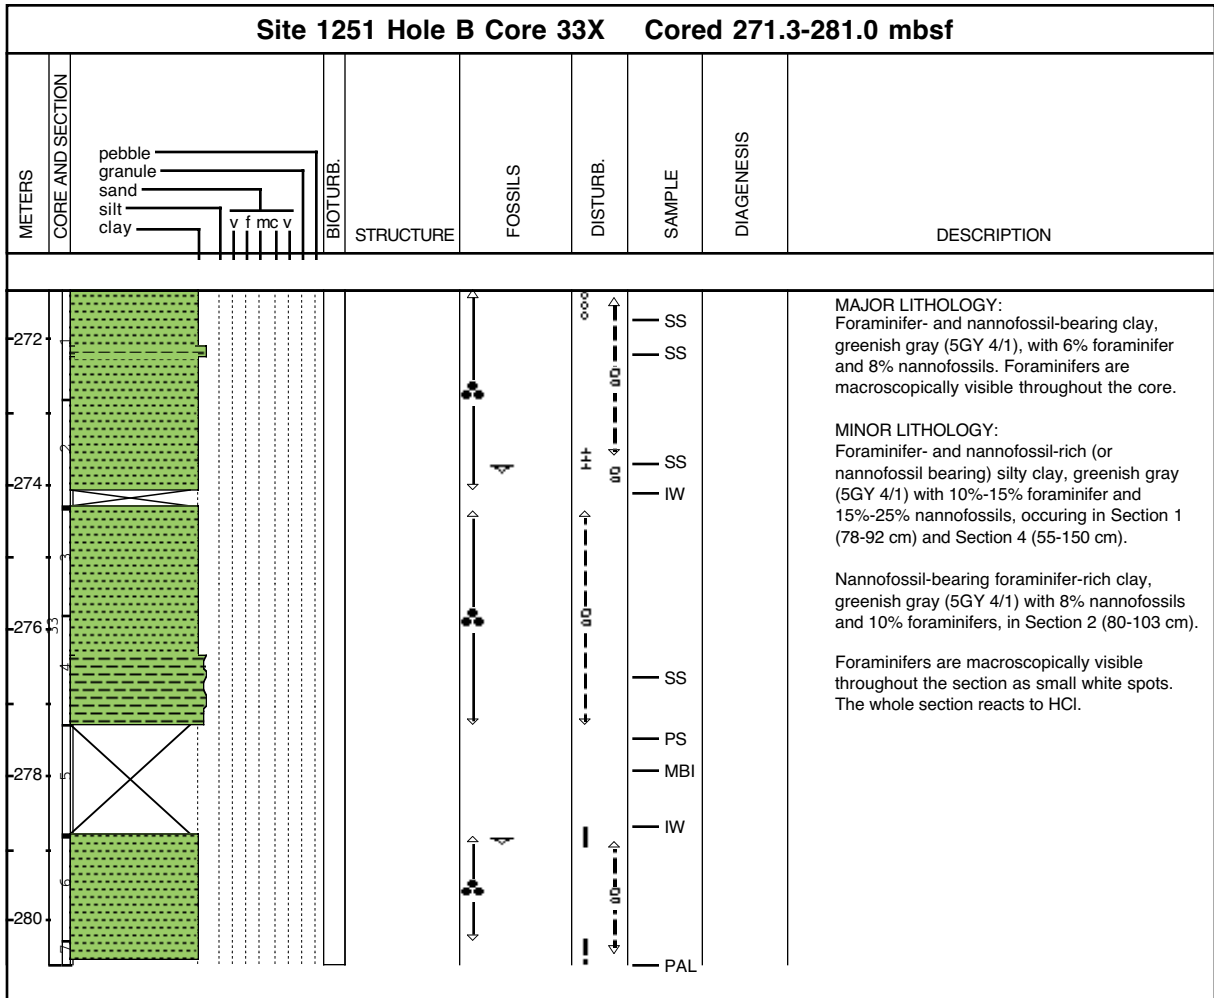 Site 1251 Hole B Core 33X Cored 271.3-281.0 mbsf
METERS
CORE AND SECTION
pebble
granule
sand
silt
clay
v f m c v
BIOTURB.
STRUCTURE
FOSSILS
DISTURB.
SAMPLE
DIAGENESIS
DESCRIPTION
272
274
276
278
280
33
1
2
3
4
5
6
7
SS
SS
SS
IW
SS
PS
MBI
IW
PAL
MAJOR LITHOLOGY:
Foraminifer- and nannofossil-bearing clay,
greenish gray (5GY 4/1), with 6% foraminifer
and 8% nannofossils. Foraminifers are
macroscopically visible throughout the core.
MINOR LITHOLOGY:
Foraminifer- and nannofossil-rich (or
nannofossil bearing) silty clay, greenish gray
(5GY 4/1) with 10%-15% foraminifer and
15%-25% nannofossils, occuring in Section 1
(78-92 cm) and Section 4 (55-150 cm).
Nannofossil-bearing foraminifer-rich clay,
greenish gray (5GY 4/1) with 8% nannofossils
and 10% foraminifers, in Section 2 (80-103 cm).
Foraminifers are macroscopically visible
throughout the section as small white spots.
The whole section reacts to HCl.